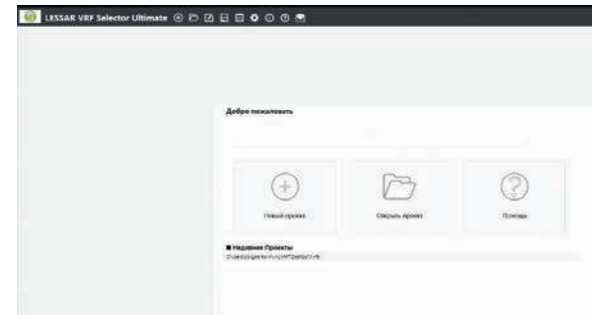 LESSAR VRF Selector Ultimate
Добро пожаловать
Новый проект
Открыть проект
Помощь
Недавние Проекты